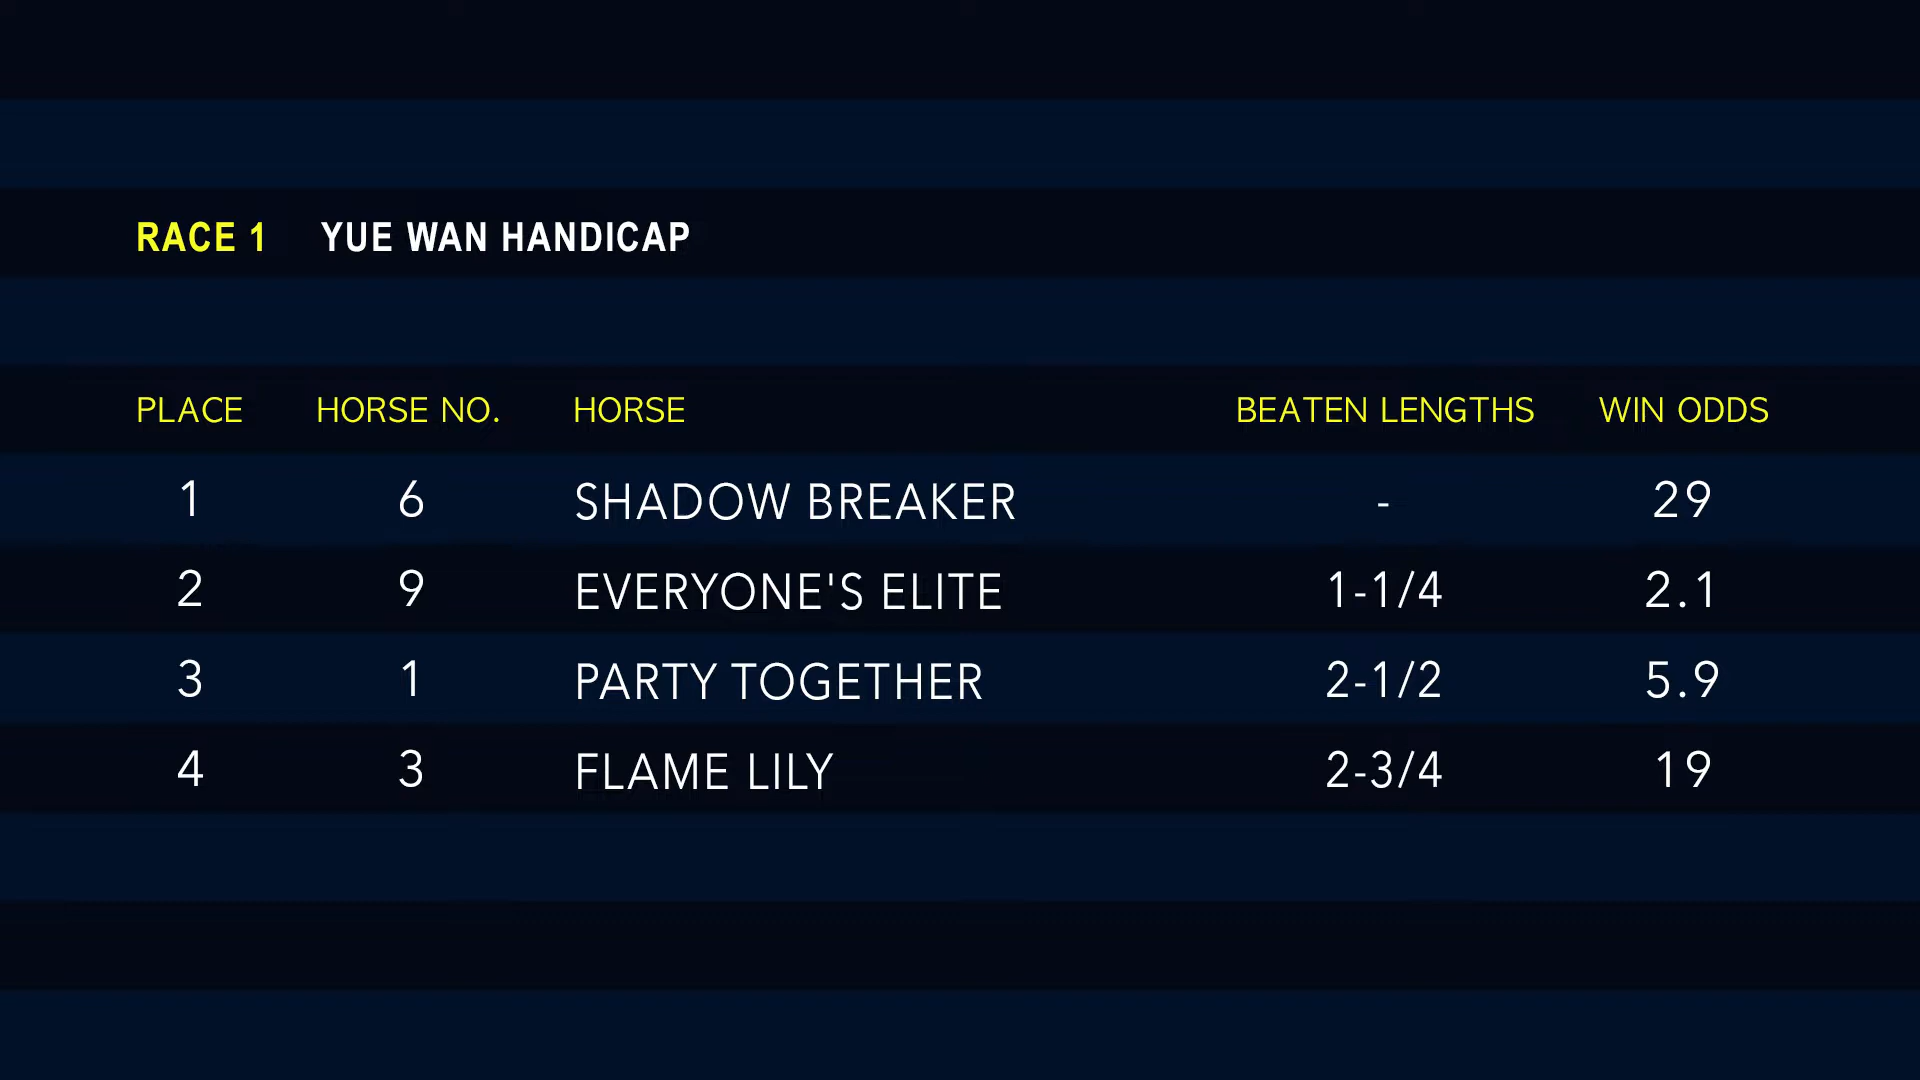 RACE 1 YUE WAN HANDICAP
PLACE HORSE NO. HORSE BEATEN LENGTHS WIN ODDS
1 6 SHADOW BREAKER - 29
2 9 EVERYONE'S ELITE 1-1/4 2.1
3 1 PARTY TOGETHER 2-1/2 5.9
4 3 FLAME LILY 2-3/4 19